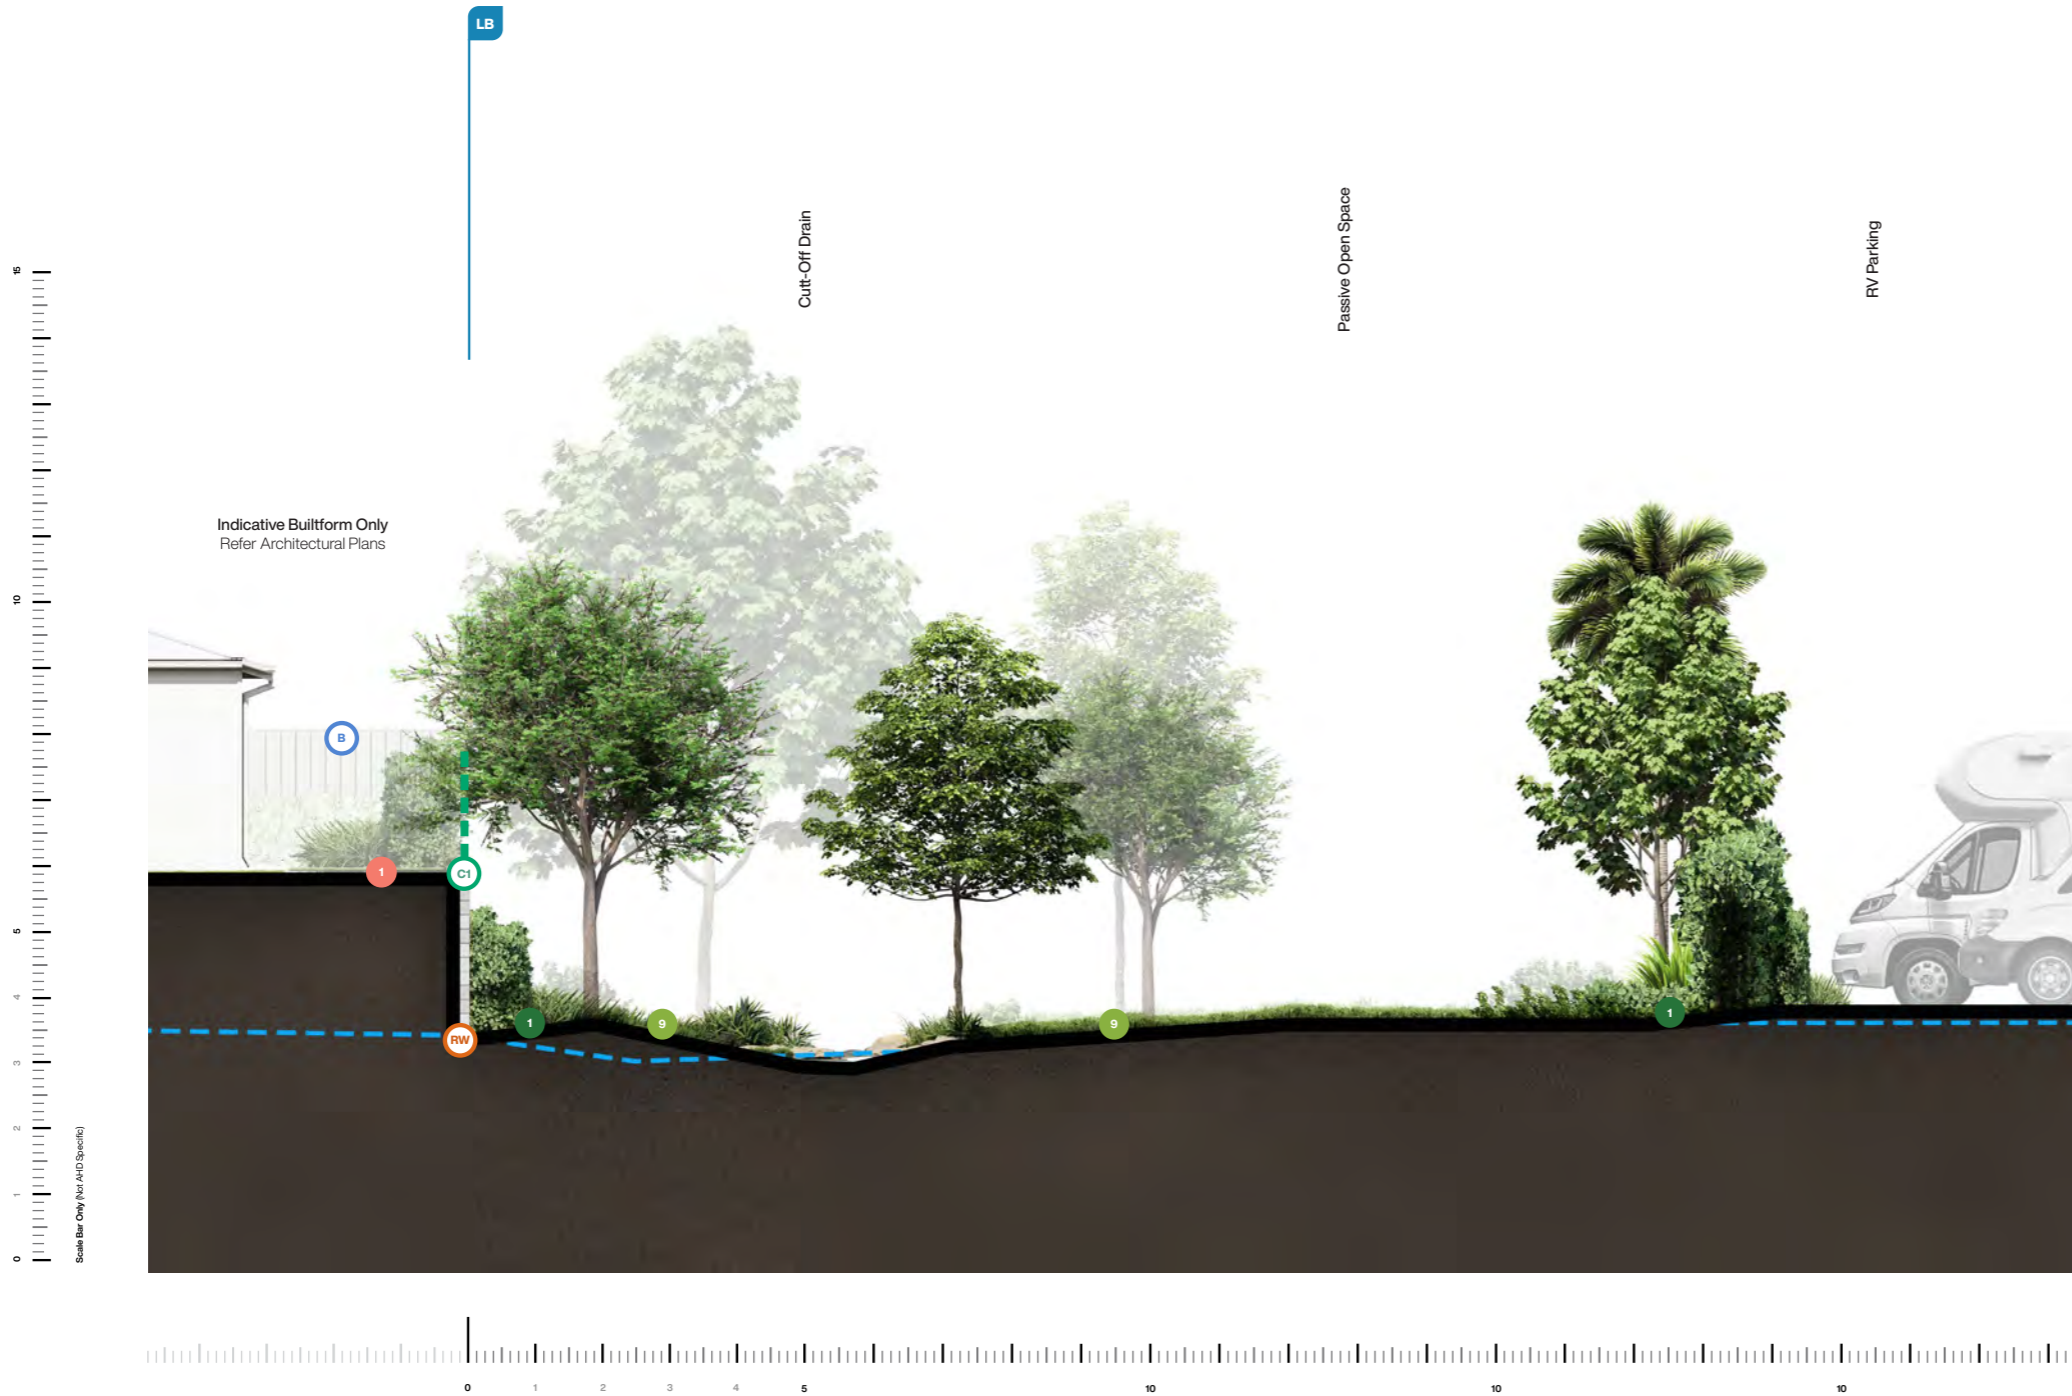 LB
Cutt-Off Drain
Passive Open Space
RV Parking
Indicative Builtform Only
Refer Architectural Plans
B
1
C1
RW
1
9
9
1
15
10
5
4
3
2
1
0
Scale Bar Only (Not AHD Specific)
0 1 2 3 4 5 10 10 10